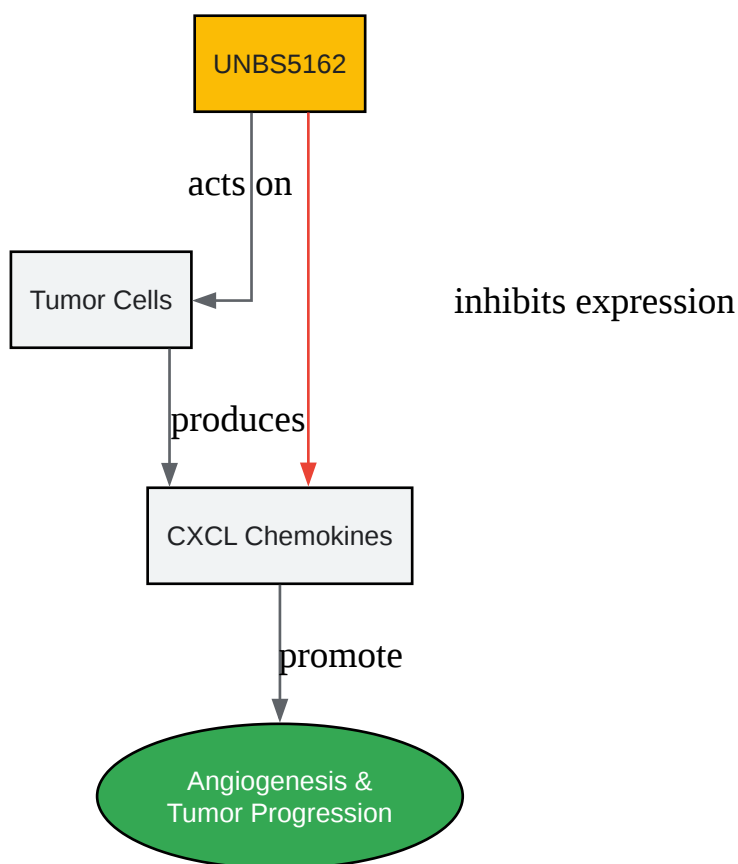 UNBS5162
acts on
Tumor Cells
inhibits expression
produces
CXCL Chemokines
promote
Angiogenesis &
Tumor Progression